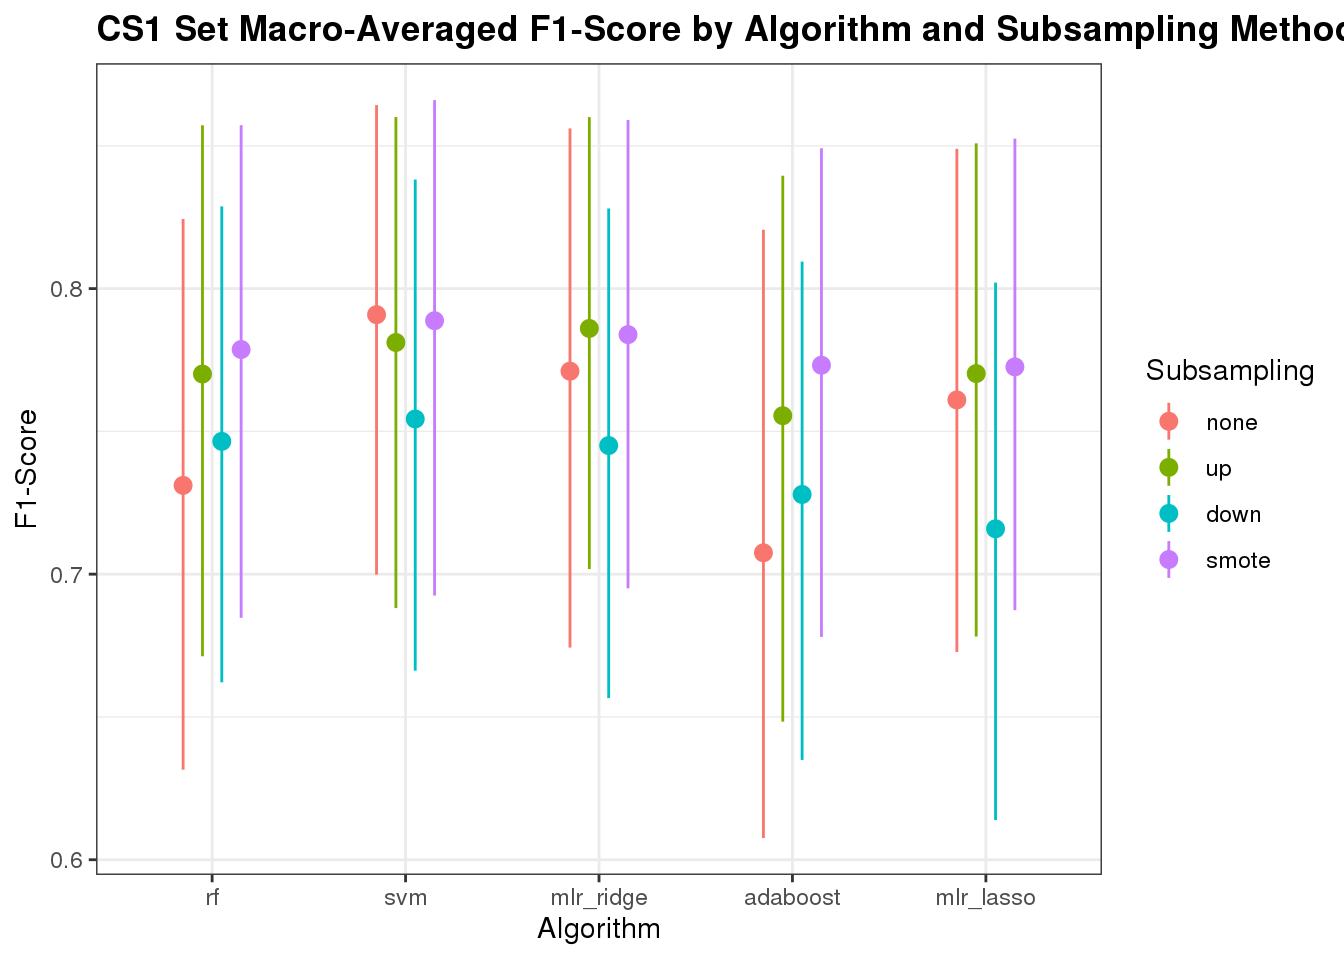 CS1 Set Macro-Averaged F1-Score by Algorithm and Subsampling Metho
F1-Score
0.8
0.7
0.6
rf svm mlr_ridge adaboost mlr_lasso
Algorithm
Subsampling
none
up
down
smote